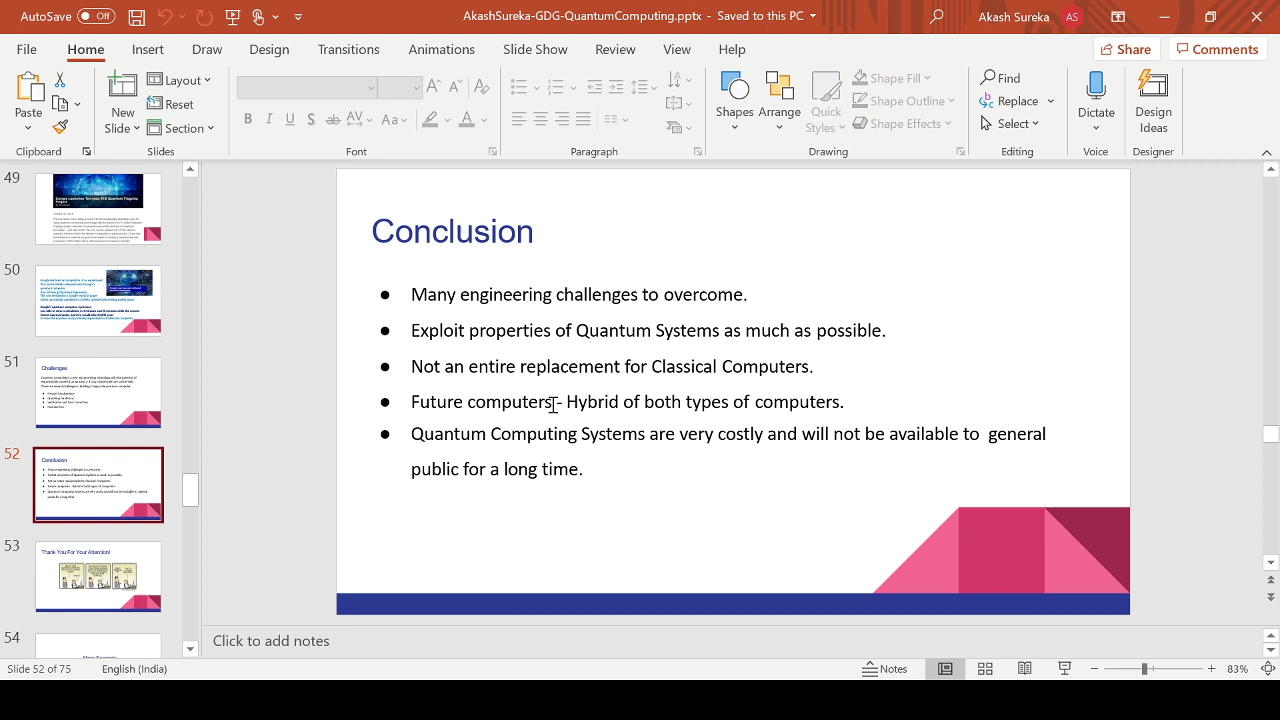 AutoSave Off AkashSureka-GDG-QuantumComputing.pptx - Saved to this PC Akash Sureka AS
File Home Insert Draw Design Transitions Animations Slide Show Review View Help Share Comments
Paste
Clipboard
New
Slide
Layout
Reset
Section
Slides
B I U S ab AV Aa A
Font
Paragraph
Shapes
Arrange
Quick
Styles
Shape Fill
Shape Outline
Shape Effects
Drawing
Find
Replace
Select
Editing
Dictate
Voice
Design
Ideas
Designer
49
50
51
Challenges
52
Conclusion
53
Thank You For Your Attention!
54
Conclusion
● Many engineering challenges to overcome.
● Exploit properties of Quantum Systems as much as possible.
● Not an entire replacement for Classical Computers.
● Future computers - Hybrid of both types of computers.
● Quantum Computing Systems are very costly and will not be available to general
public for a long time.
Click to add notes
Slide 52 of 75 English (India) Notes 83%